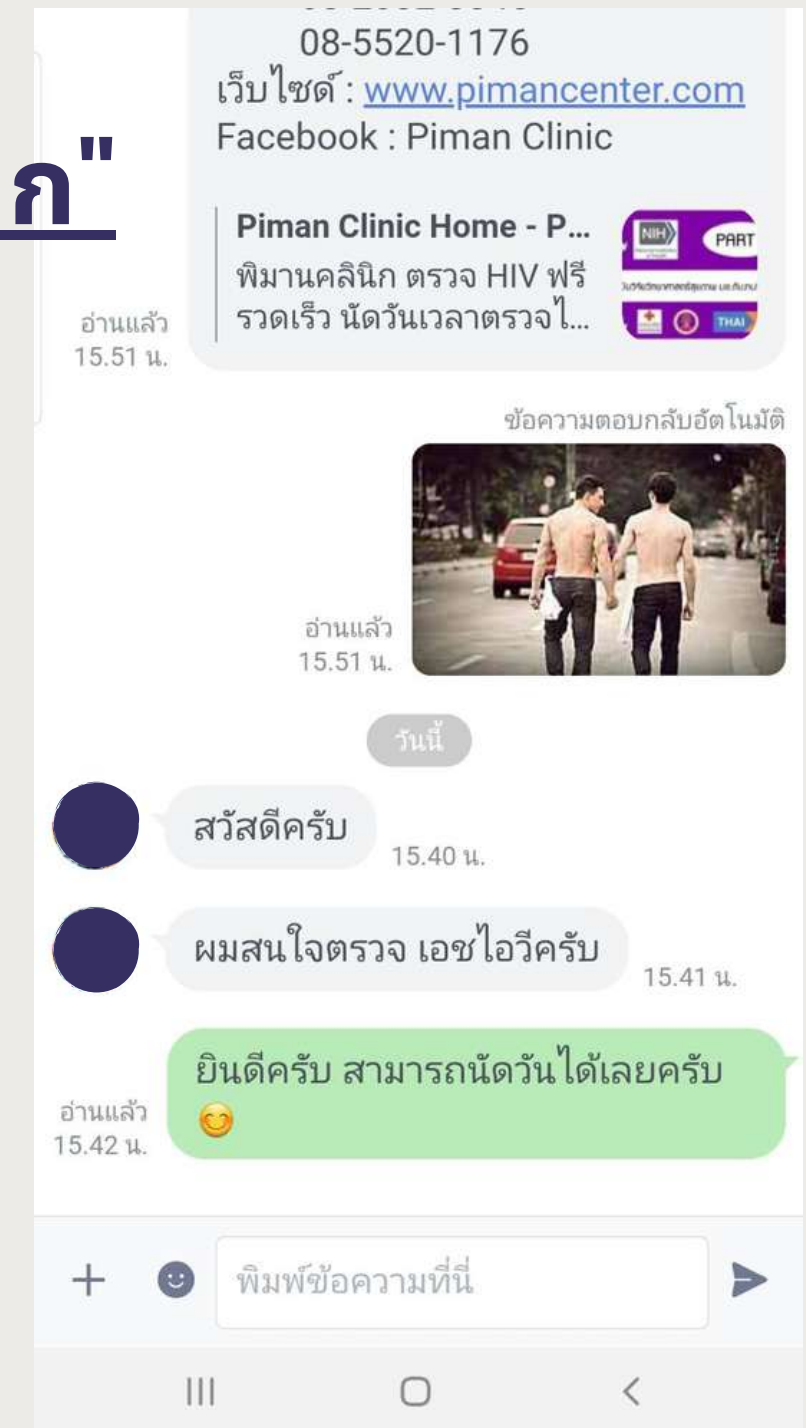 08-5520-1176
เว็บไซต์ : www.pimancenter.com
Facebook : Piman Clinic
ก"
Piman Clinic Home - P...
พิมานคลินิก ตรวจ HIV ฟรี
รวดเร็ว นัดวันเวลาตรวจไ...
NIH
PART
THAI
อ่านแล้ว
15.51 น.
ข้อความตอบกลับอัตโนมัติ
อ่านแล้ว
15.51 น.
วันนี้
สวัสดีครับ
15.40 น.
ผมสนใจตรวจ เอชไอวีครับ
15.41 น.
ยินดีครับ สามารถนัดวันได้เลยครับ
😊
อ่านแล้ว
15.42 น.
พิมพ์ข้อความที่นี่